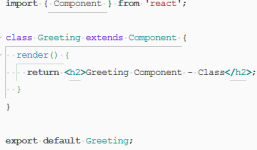 import { Component } from 'react';
class Greeting extends Component {
render() {
return <h2>Greeting Component - Class</h2>;
}
}
export default Greeting;